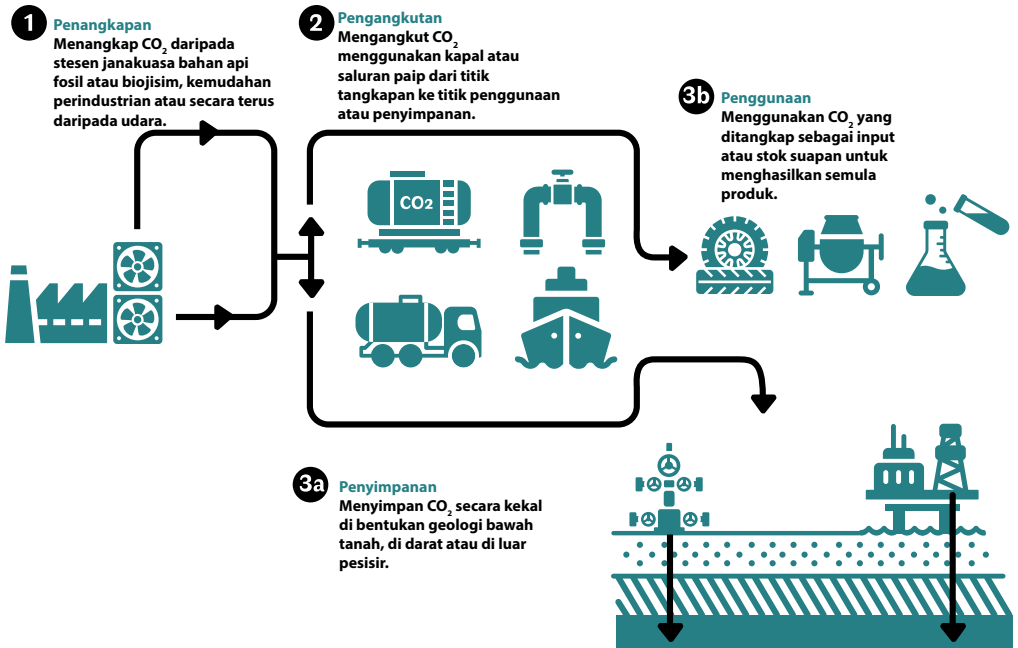 1
Penangkapan
Menangkap CO₂ daripada
stesen janakuasa bahan api
fosil atau biojisim, kemudahan
perindustrian atau secara terus
daripada udara.
2
Pengangkutan
Mengangkut CO₂
menggunakan kapal atau
saluran paip dari titik
tangkapan ke titik penggunaan
atau penyimpanan.
3b
Penggunaan
Menggunakan CO₂ yang
ditangkap sebagai input
atau stok suapan untuk
menghasilkan semula
produk.
CO2
3a
Penyimpanan
Menyimpan CO₂ secara kekal
di bentukan geologi bawah
tanah, di darat atau di luar
pesisir.